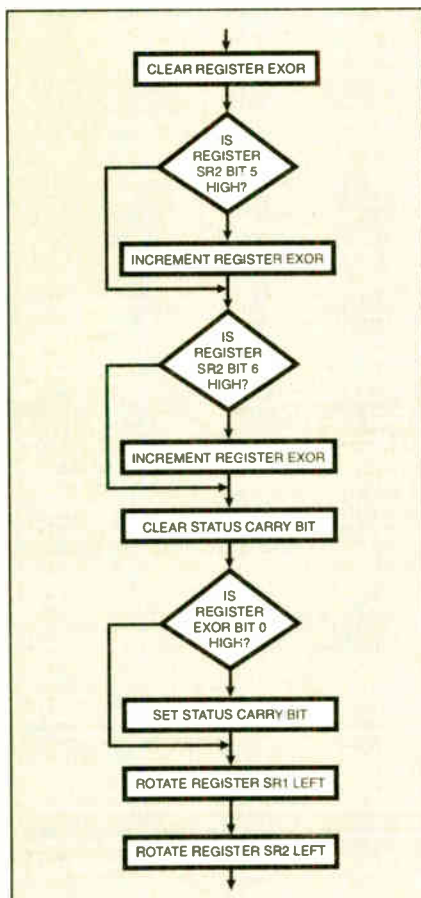 CLEAR REGISTER EXOR
IS
REGISTER
SR2 BIT 5
HIGH?
INCREMENT REGISTER EXOR
IS
REGISTER
SR2 BIT 6
HIGH?
INCREMENT REGISTER EXOR
CLEAR STATUS CARRY BIT
IS
REGISTER
EXOR BIT 0
HIGH?
SET STATUS CARRY BIT
ROTATE REGISTER SR1 LEFT
ROTATE REGISTER SR2 LEFT